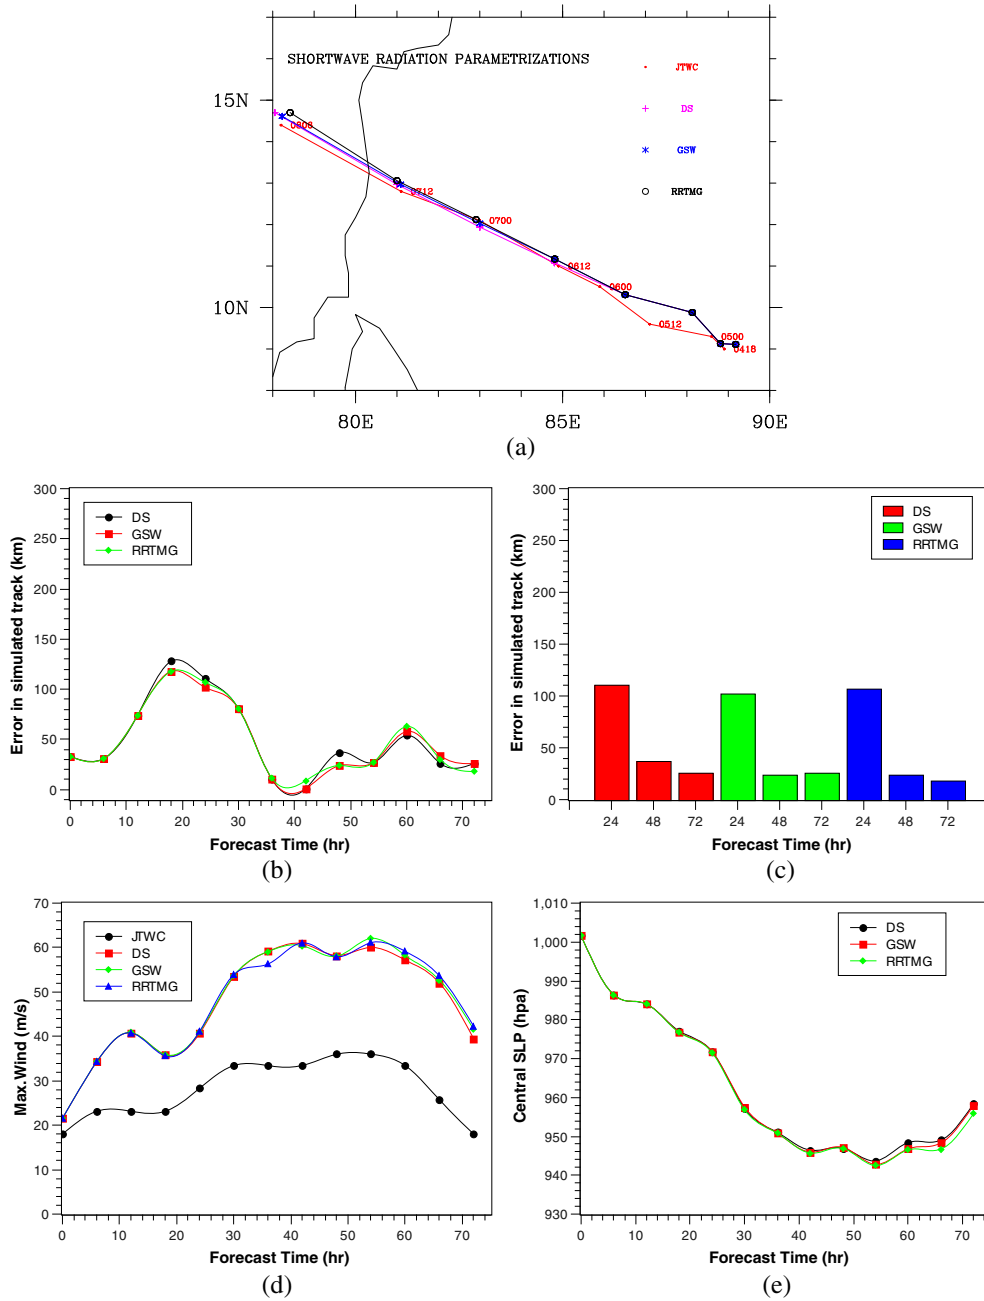 SHORTWAVE RADIATION PARAMETRIZATIONS
JTWC
DS
GSW
RRTMG
15N
10N
0808
0712
0700
0612
0600
0512
0500
0418
80E 85E 90E
(a)
Error in simulated track (km)
300
250
200
150
100
50
0
DS
GSW
RRTMG
0 10 20 30 40 50 60 70
Forecast Time (hr)
(b)
Error in simulated track (km)
300
250
200
150
100
50
0
DS
GSW
RRTMG
24 48 72 24 48 72 24 48 72
Forecast Time (hr)
(c)
Max.Wind (m/s)
70
60
50
40
30
20
10
0
JTWC
DS
GSW
RRTMG
0 10 20 30 40 50 60 70
Forecast Time (hr)
(d)
Central SLP (hpa)
1,010
1,000
990
980
970
960
950
940
930
DS
GSW
RRTMG
0 10 20 30 40 50 60 70
Forecast Time (hr)
(e)